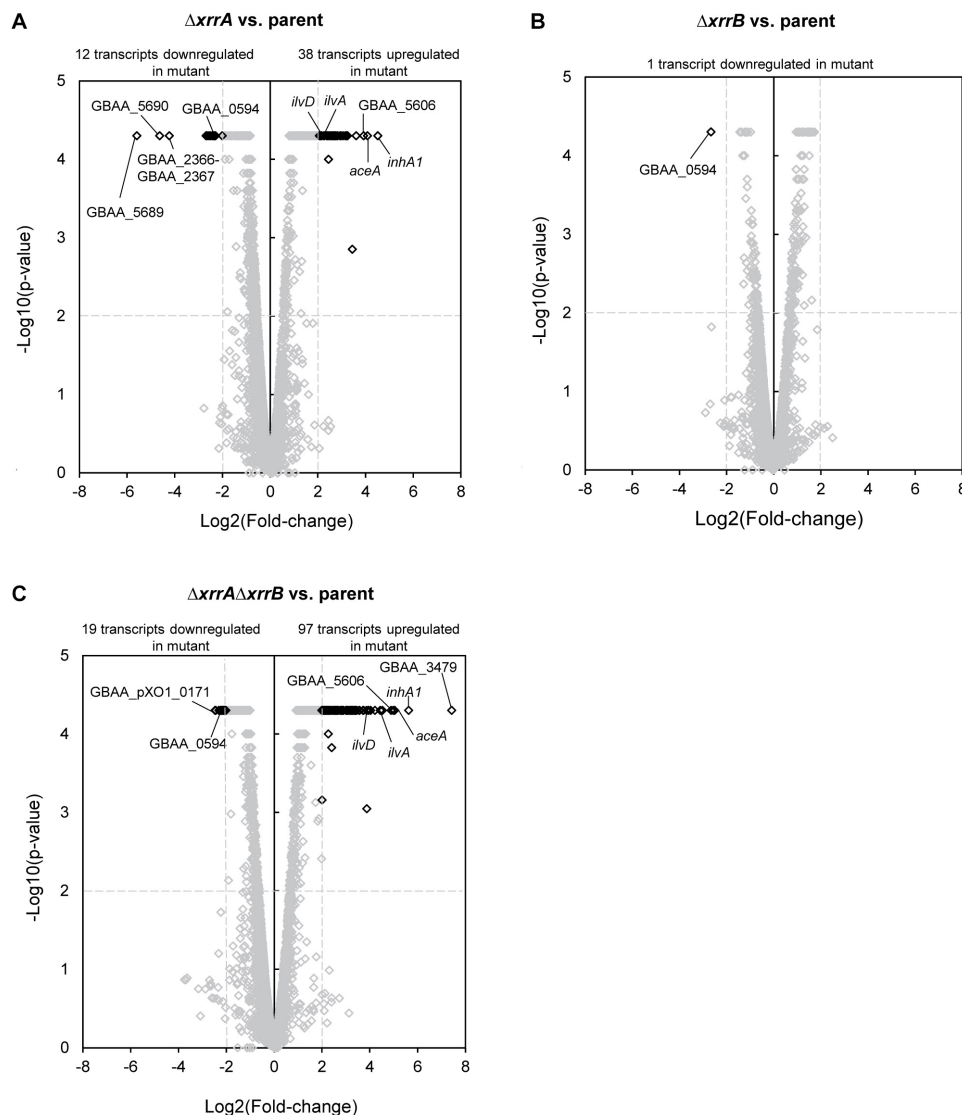 A
ΔxrrA vs. parent
12 transcripts downregulated
in mutant
38 transcripts upregulated
in mutant
5
4
3
2
1
0
-Log10(p-value)
GBAA_5690
GBAA_0594
ilvD
ilvA
GBAA_5606
GBAA_2366-
GBAA_2367
aceA
inhA1
GBAA_5689
-8 -6 -4 -2 0 2 4 6 8
Log2(Fold-change)
B
ΔxrrB vs. parent
1 transcript downregulated in mutant
5
4
3
2
1
0
-Log10(p-value)
GBAA_0594
-8 -6 -4 -2 0 2 4 6 8
Log2(Fold-change)
C
ΔxrrAΔxrrB vs. parent
19 transcripts downregulated
in mutant
97 transcripts upregulated
in mutant
5
4
3
2
1
0
-Log10(p-value)
GBAA_3479
GBAA_5606
inhA1
GBAA_pXO1_0171
GBAA_0594
ilvD
ilvA
aceA
-8 -6 -4 -2 0 2 4 6 8
Log2(Fold-change)